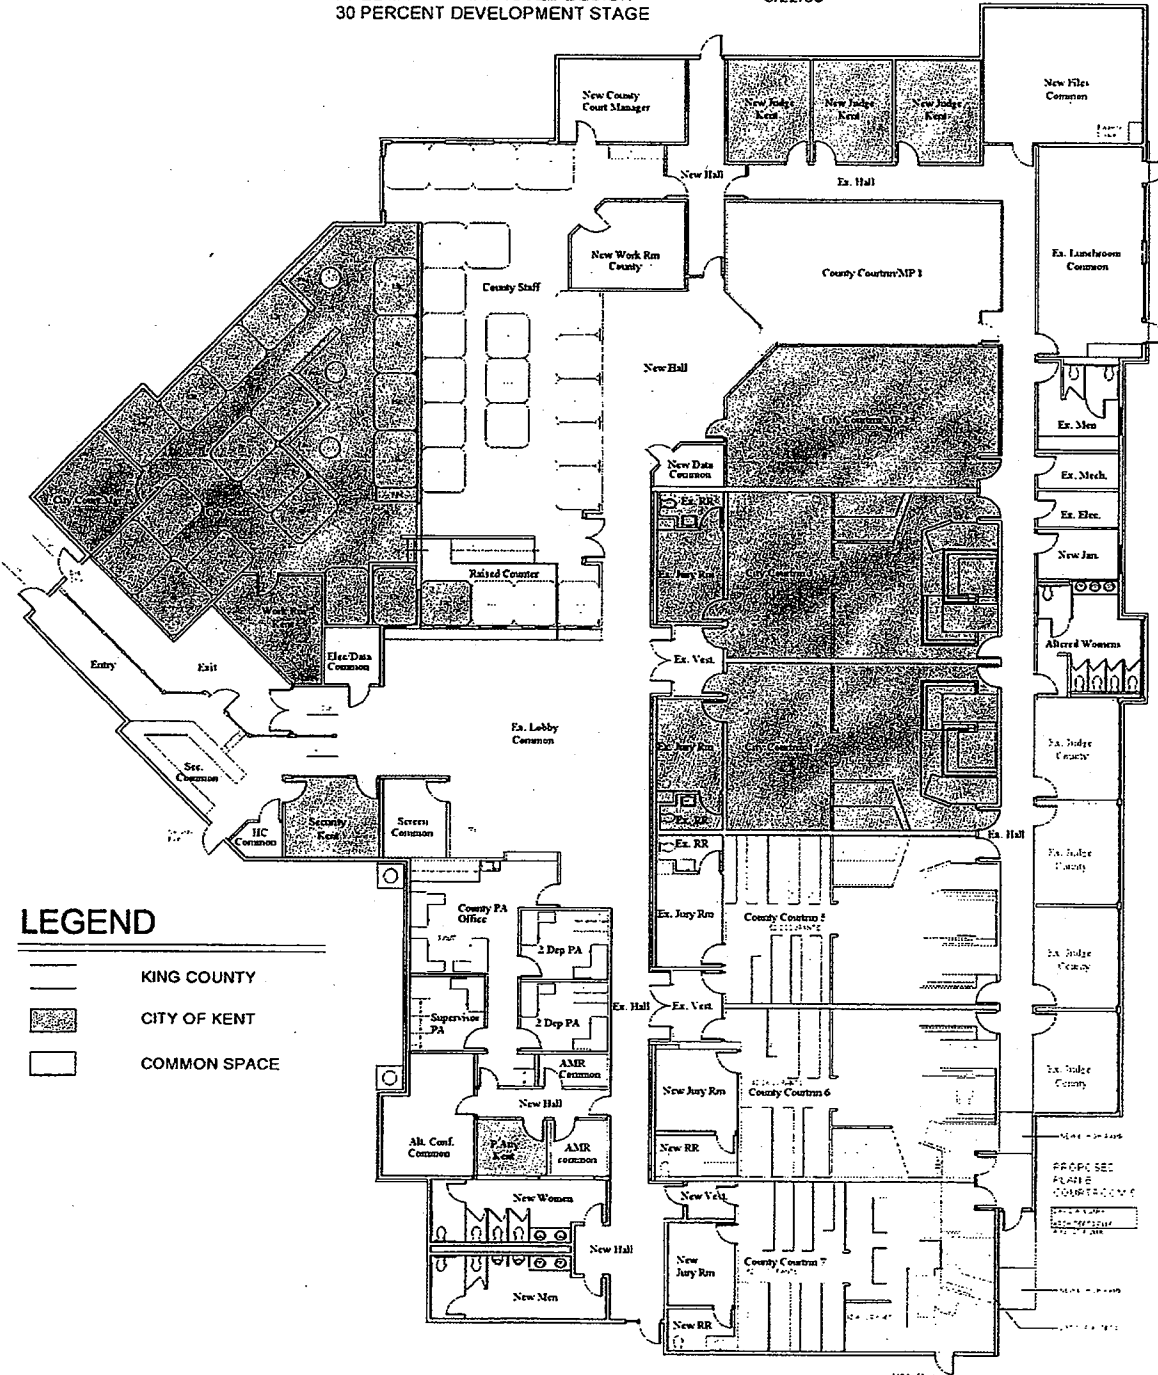 30 PERCENT DEVELOPMENT STAGE
New County
Court Manager
New Judge
Kent
New Judge
Kent
New Judge
Kent
New Files
Common
New Hall
Ex. Hall
New Work Rm
County
County Courtrm/MP 1
Ex. Lunchroom
Common
County Staff
New Hall
Ex. Men
New Data
Common
Ex. Mech.
Ex. RR
Ex. Elec.
New Jan.
Raised Counter
Ex. Jury Rm
Work Rm
Kent
Entry
Exit
Elec/Data
Common
Ex. Vest.
Altered Womens
Ex. Lobby
Common
Ex. Jury Rm
Ex. Judge
County
Sec.
Common
HC
Common
Security
Kent
Screen
Common
Ex. RR
Ex. RR
Ex. Hall
Ex. Judge
County
LEGEND
County PA
Office
Staff
2 Dep PA
Ex. Jury Rm
County Courtrm 5
Ex. Judge
County
KING COUNTY
CITY OF KENT
COMMON SPACE
Supervisor
PA
2 Dep PA
Ex. Hall
Ex. Vest.
AMR
Common
New Hall
New Jury Rm
County Courtrm 6
Ex. Judge
County
Alt. Conf.
Common
P. Atty
Kent
AMR
common
New RR
PROPOSED
PLAN E
COURTROOMS
New Women
New Vest.
New Hall
New
Jury Rm
County Courtrm 7
New Men
New RR